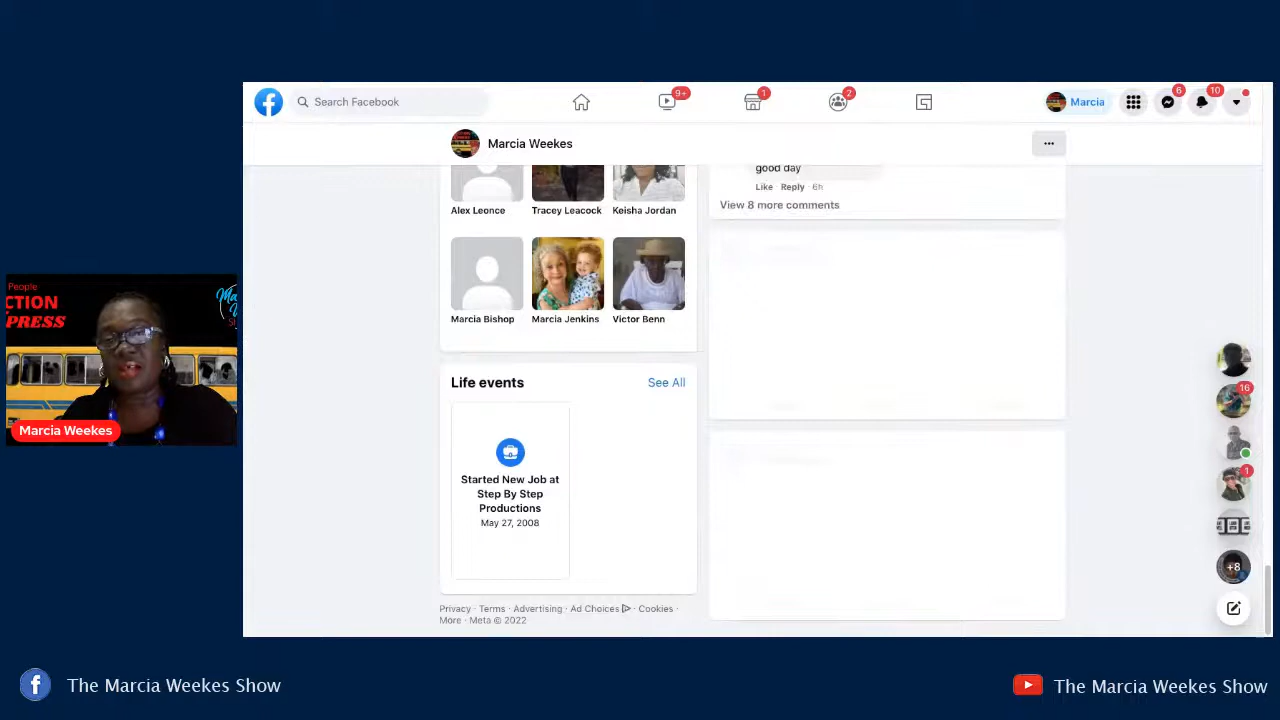 Search Facebook
9+
1
2
Marcia
6
10
Marcia Weekes
good day
Like · Reply · 6h
View 8 more comments
Alex Leonce
Tracey Leacock
Keisha Jordan
Marcia Bishop
Marcia Jenkins
Victor Benn
Life events
See All
Started New Job at
Step By Step
Productions
May 27, 2008
Privacy · Terms · Advertising · Ad Choices · Cookies ·
More · Meta © 2022
16
1
+8
People
CTION
PRESS
Marcia Weekes
The Marcia Weekes Show
The Marcia Weekes Show